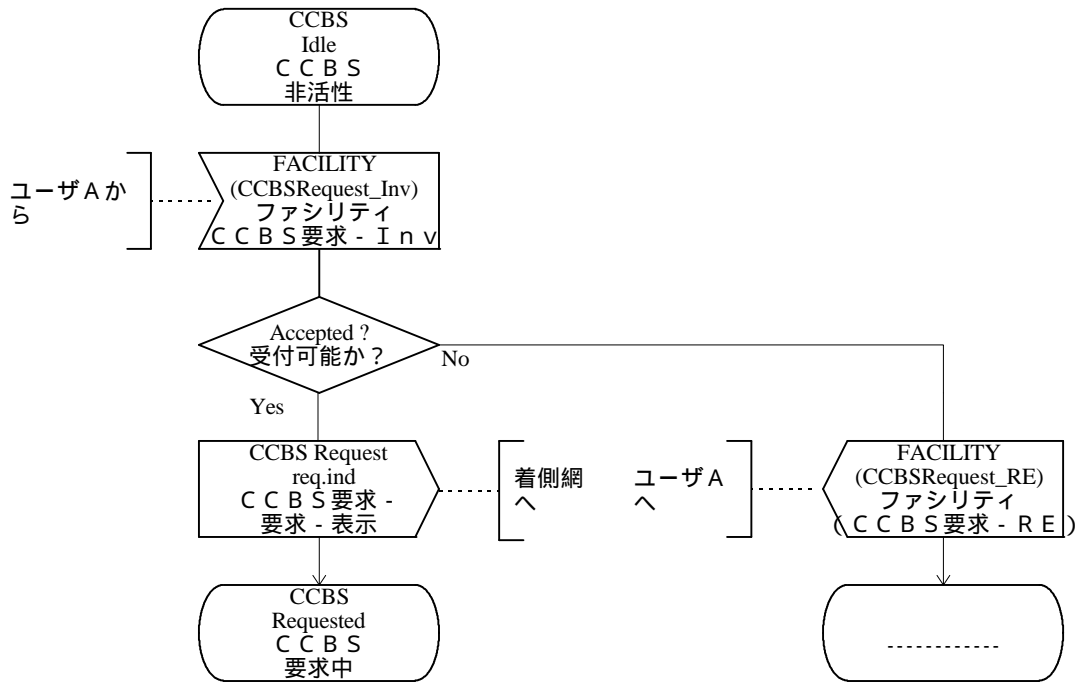 CCBS
Idle
ＣＣＢＳ
非活性
ユーザＡか
ら
FACILITY
(CCBSRequest_Inv)
ファシリティ
ＣＣＢＳ要求 - Ｉｎｖ
Accepted ?
受付可能か？
No
Yes
CCBS Request
req.ind
ＣＣＢＳ要求 -
要求 - 表示
着側網
へ
ユーザＡ
へ
FACILITY
(CCBSRequest_RE)
ファシリティ
(ＣＣＢＳ要求 - ＲＥ)
CCBS
Requested
ＣＣＢＳ
要求中
------------